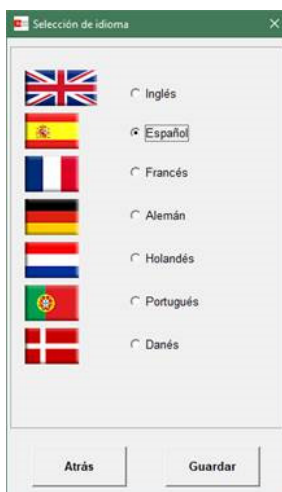 Selección de idioma
Inglés
Español
Francés
Alemán
Holandés
Portugués
Danés
Atrás
Guardar